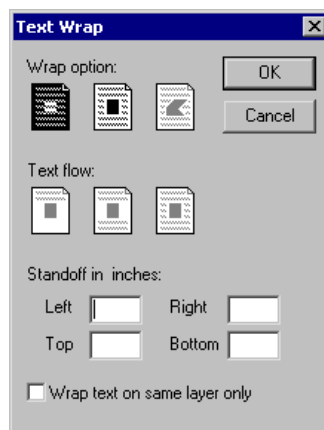 Text Wrap
Wrap option:
OK
Cancel
Text flow:
Standoff in inches:
Left Right
Top Bottom
Wrap text on same layer only